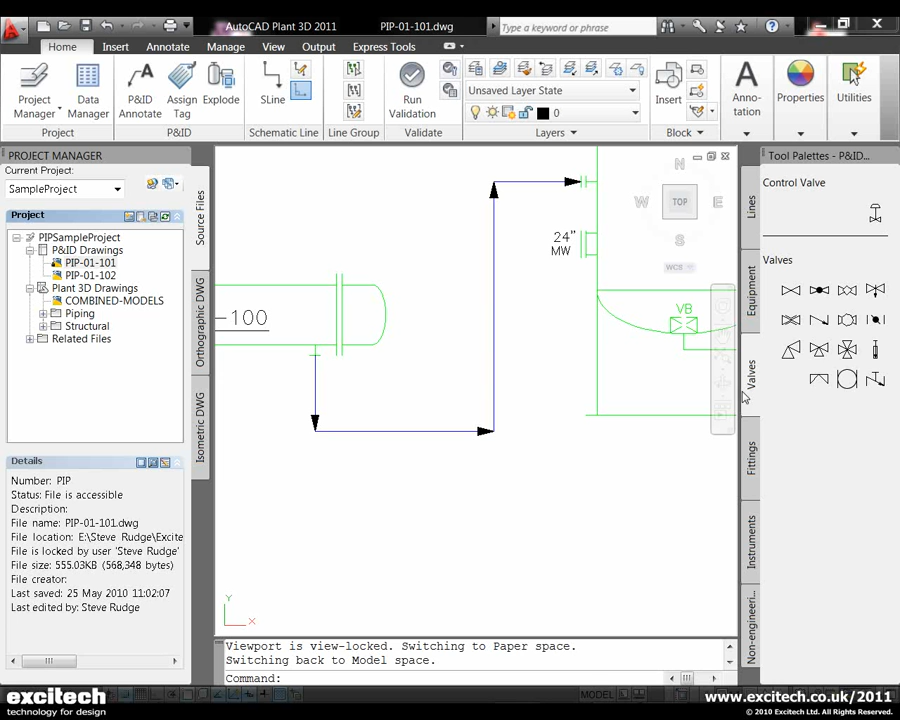 AutoCAD Plant 3D 2011
PIP-01-101.dwg
Type a keyword or phrase
Home
Insert
Annotate
Manage
View
Output
Express Tools
Project
Manager
Data
Manager
Project
P&ID
Annotate
Assign
Tag
Explode
P&ID
SLine
Schematic Line
Line Group
Run
Validation
Validate
Unsaved Layer State
0
Layers
Insert
Block
Anno-
tation
Properties
Utilities
PROJECT MANAGER
Current Project:
SampleProject
Project
PIPSampleProject
P&ID Drawings
PIP-01-101
PIP-01-102
Plant 3D Drawings
COMBINED-MODELS
Piping
Structural
Related Files
Source Files
Orthographic DWG
Isometric DWG
Details
Number: PIP
Status: File is accessible
Description:
File name: PIP-01-101.dwg
File location: E:\Steve Rudge\Excite
File is locked by user 'Steve Rudge'
File size: 555.03KB (568,348 bytes)
File creator:
Last saved: 25 May 2010 11:02:07
Last edited by: Steve Rudge
-100
24"
MW
VB
N
W
TOP
E
S
WCS
Y
X
Viewport is view-locked. Switching to Paper space.
Switching back to Model space.
Command:
MODEL
Tool Palettes - P&ID...
Control Valve
Valves
Lines
Equipment
Valves
Fittings
Instruments
Non-engineeri...
excitech
technology for design
www.excitech.co.uk/2011
© 2010 Excitech Ltd. All Rights Reserved.